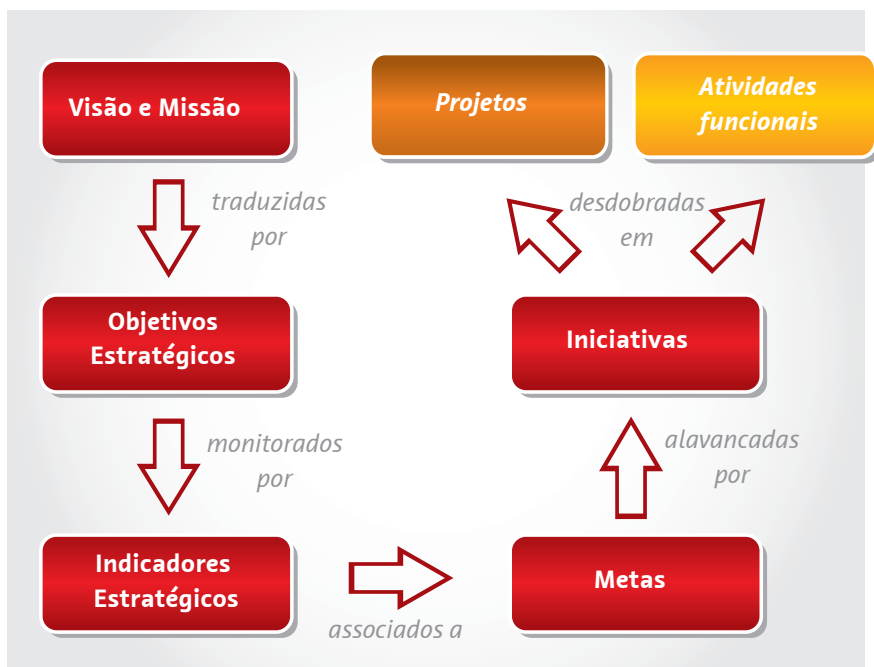 Visão e Missão
Projetos
Atividades
funcionais
traduzidas
por
desdobradas
em
Objetivos
Estratégicos
Iniciativas
monitorados
por
alavancadas
por
Indicadores
Estratégicos
Metas
associados a